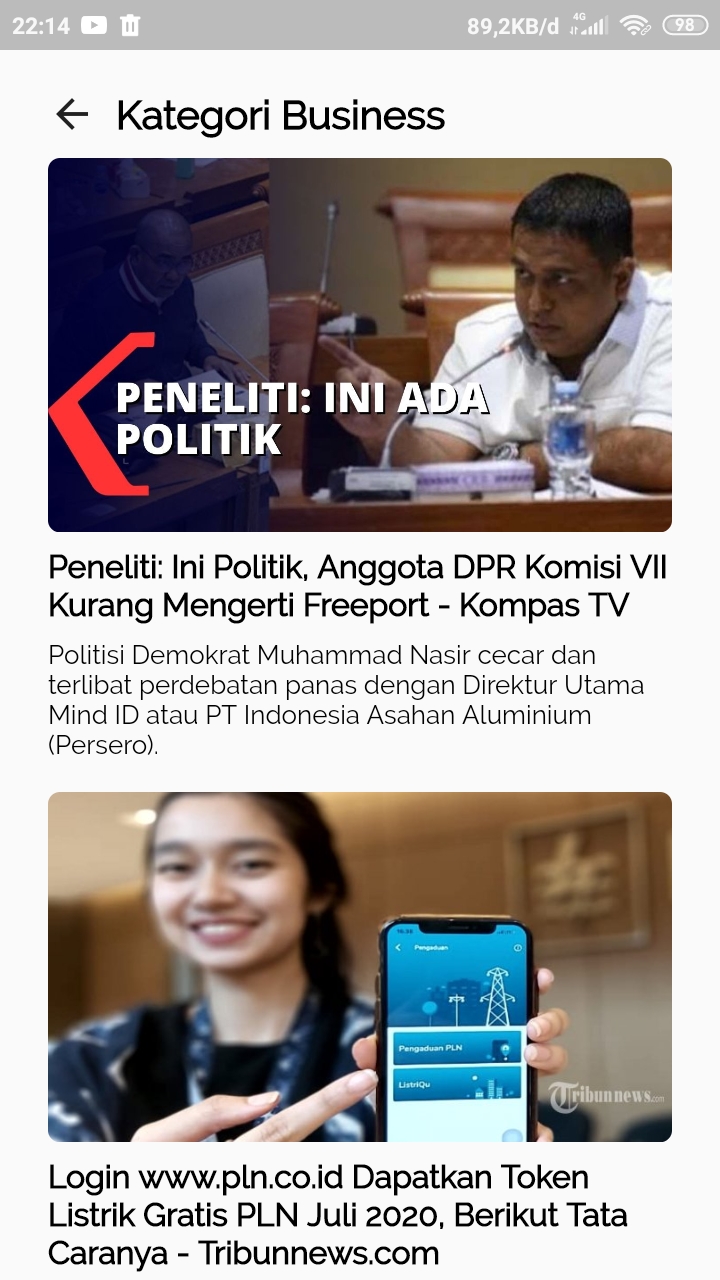 22:14
89,2KB/d
4G
98
Kategori Business
PENELITI: INI ADA
POLITIK
Peneliti: Ini Politik, Anggota DPR Komisi VII
Kurang Mengerti Freeport - Kompas TV
Politisi Demokrat Muhammad Nasir cecar dan
terlibat perdebatan panas dengan Direktur Utama
Mind ID atau PT Indonesia Asahan Aluminium
(Persero).
Pengaduan
Pengaduan PLN
ListriQu
Tribunnews.com
Login www.pln.co.id Dapatkan Token
Listrik Gratis PLN Juli 2020, Berikut Tata
Caranya - Tribunnews.com